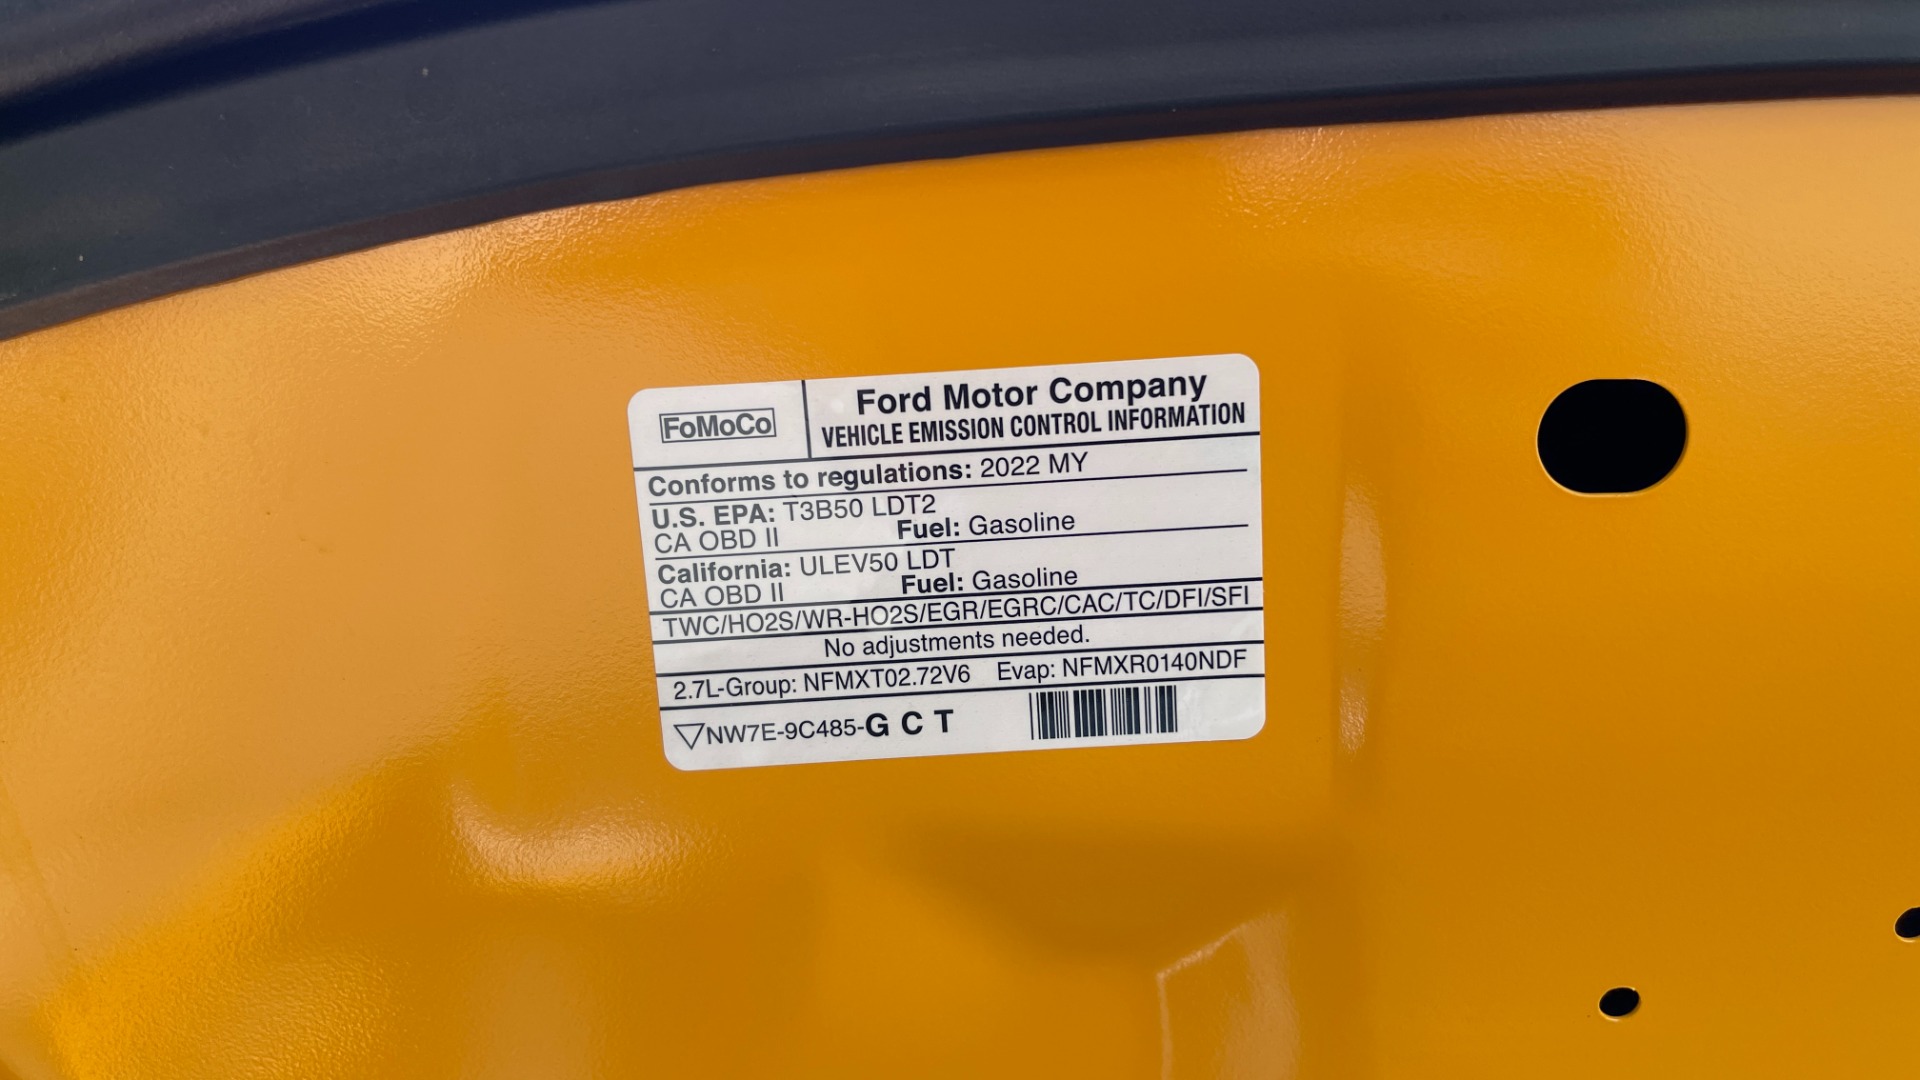 FoMoCo
Ford Motor Company
VEHICLE EMISSION CONTROL INFORMATION
Conforms to regulations: 2022 MY
U.S. EPA: T3B50 LDT2
CA OBD II Fuel: Gasoline
California: ULEV50 LDT
CA OBD II Fuel: Gasoline
TWC/HO2S/WR-HO2S/EGR/EGRC/CAC/TC/DFI/SFI
No adjustments needed.
2.7L-Group: NFMXT02.72V6 Evap: NFMXR0140NDF
NW7E-9C485-G C T